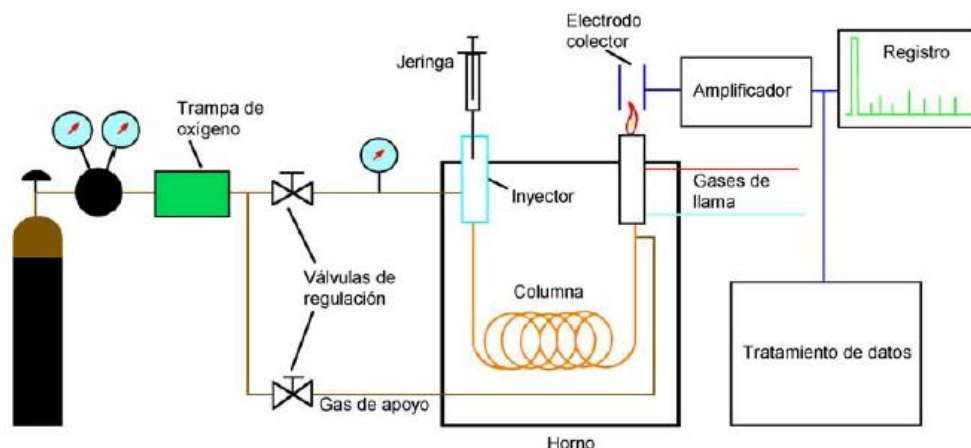 Electrodo
colector
Jeringa
Registro
Amplificador
Trampa de
oxígeno
Inyector
Gases de
llama
Válvulas de
regulación
Columna
Tratamiento de datos
Gas de apoyo
Horno